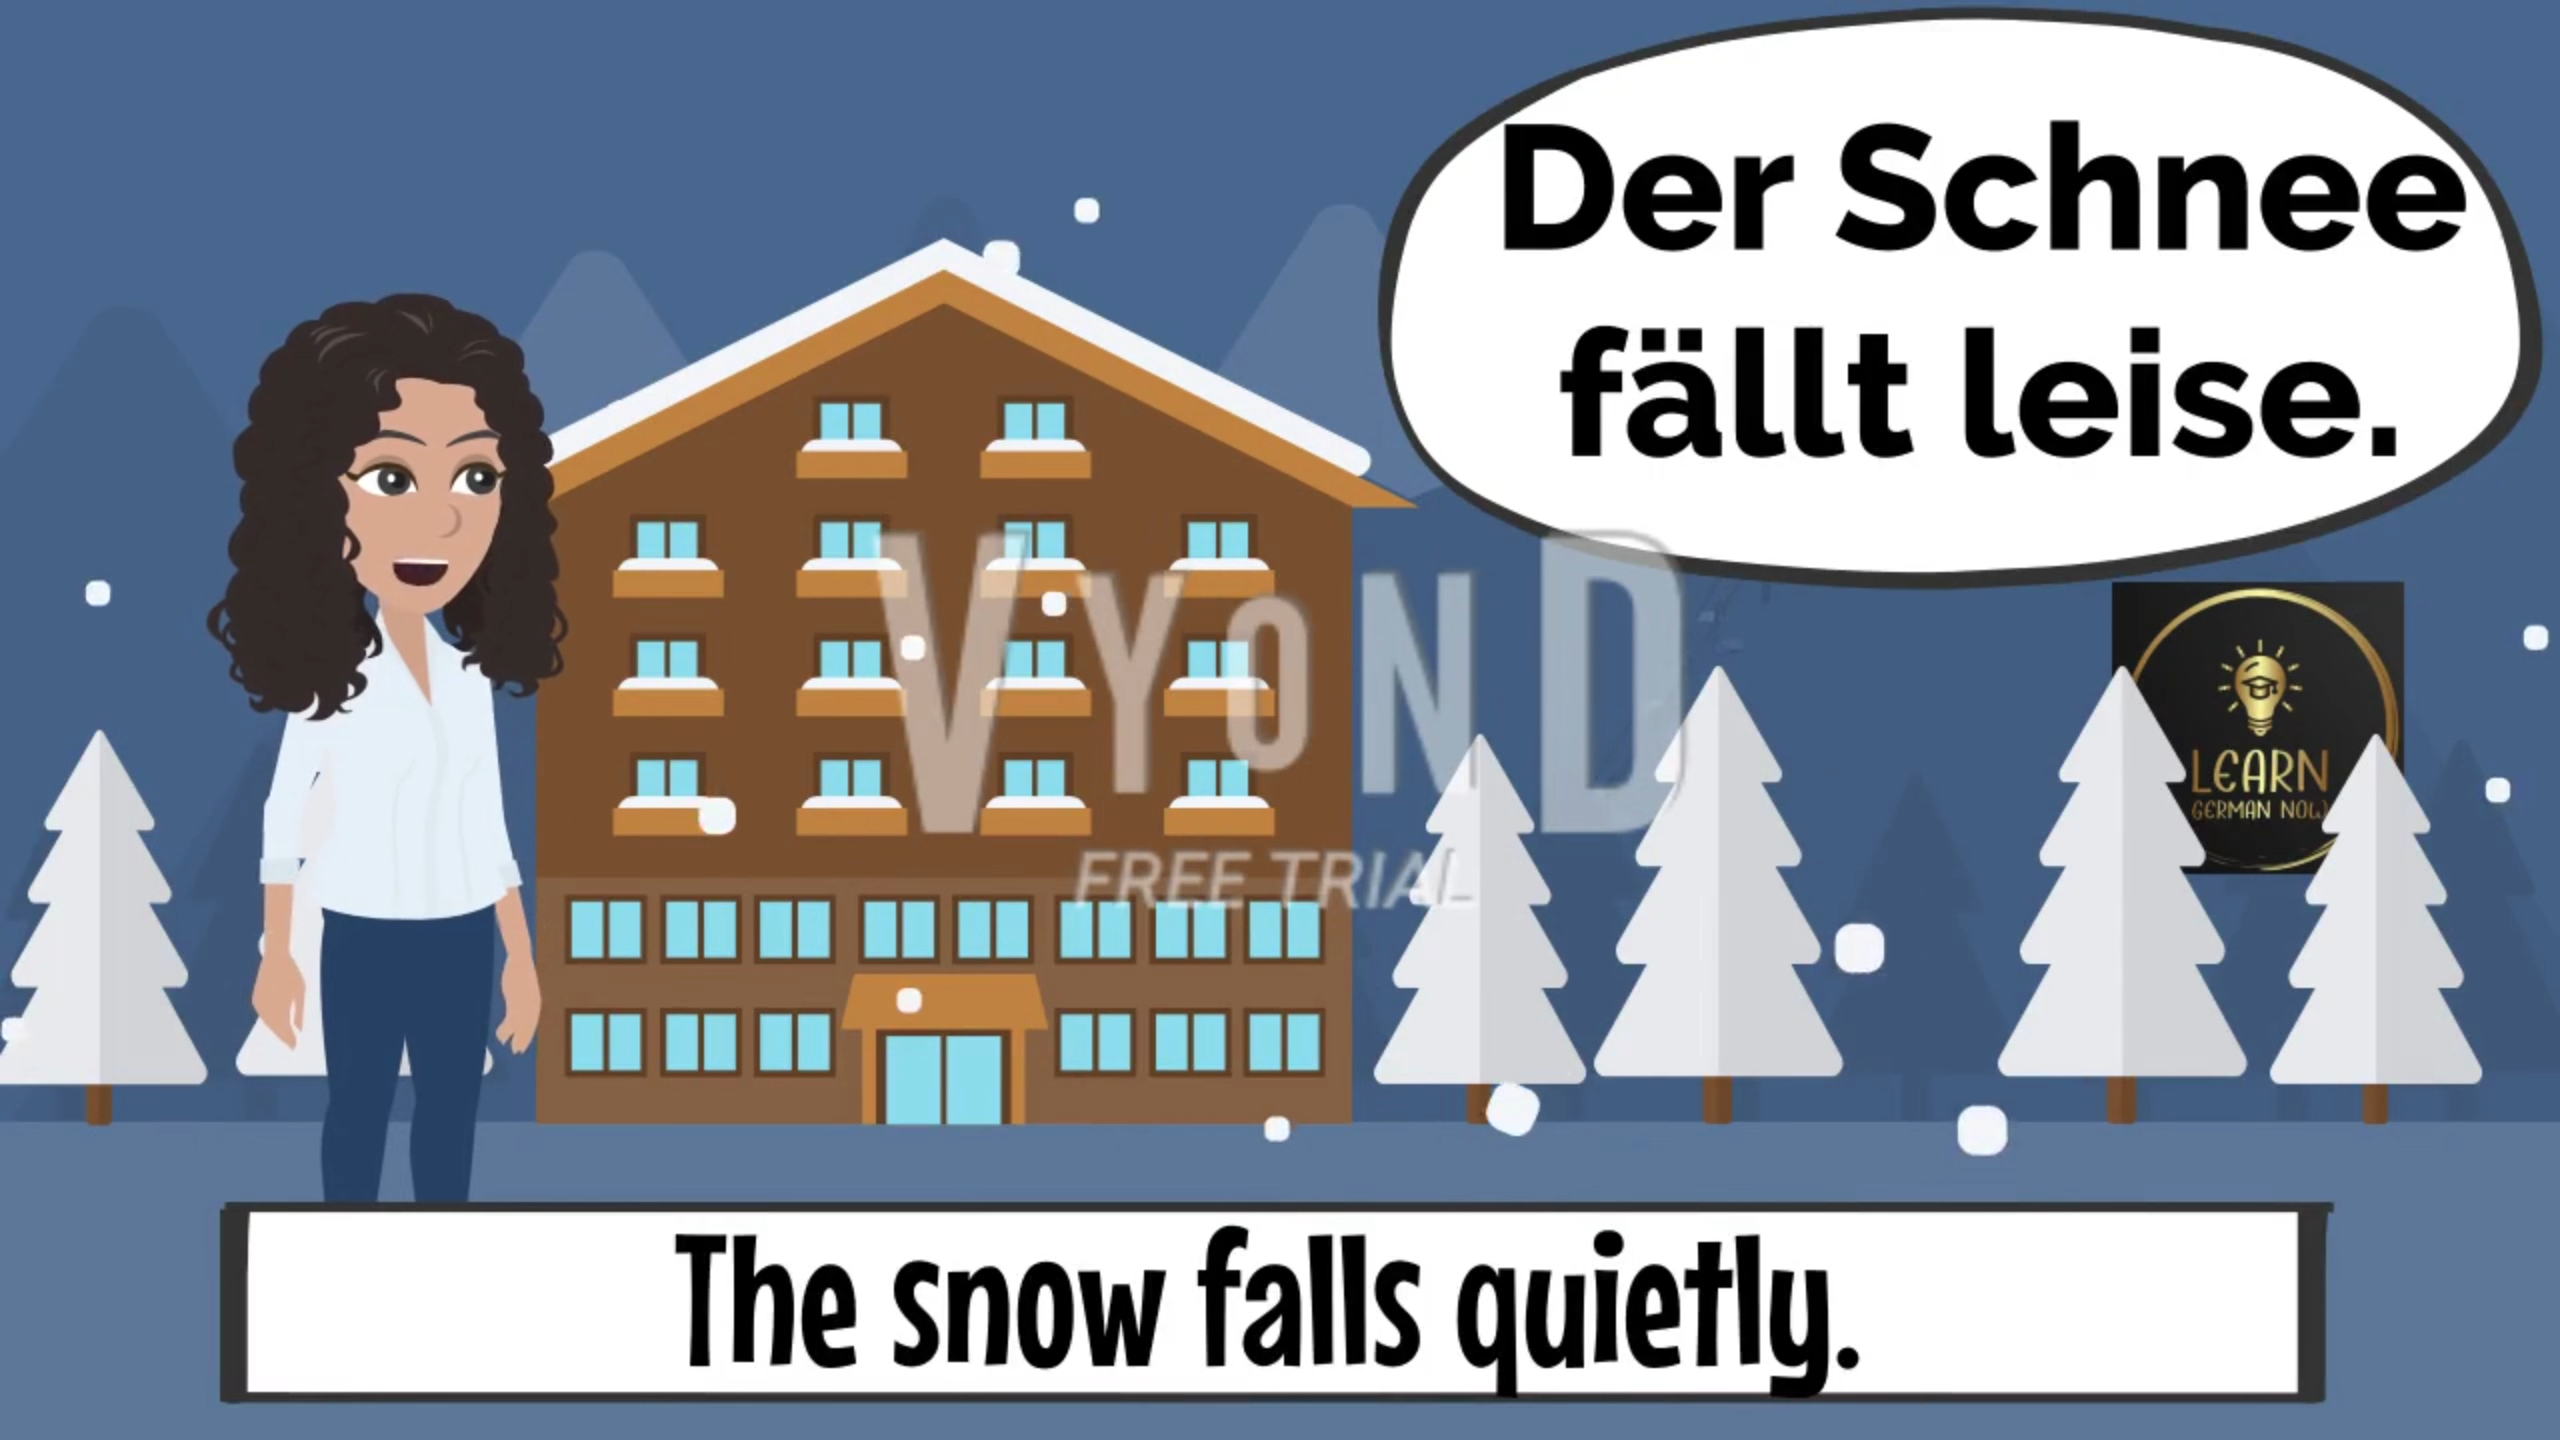 Der Schnee
fällt leise.
VYOND
FREE TRIAL
LEARN
GERMAN NOW
The snow falls quietly.